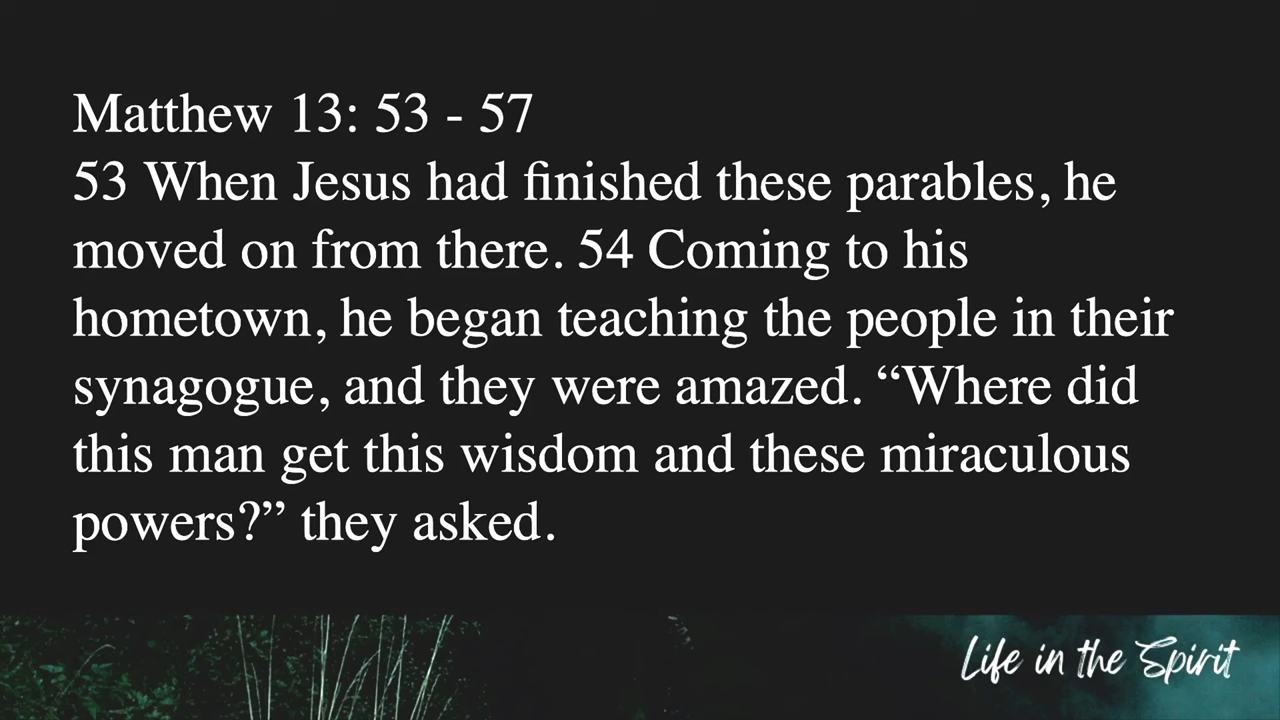 Matthew 13: 53 - 57
53 When Jesus had finished these parables, he
moved on from there. 54 Coming to his
hometown, he began teaching the people in their
synagogue, and they were amazed. “Where did
this man get this wisdom and these miraculous
powers?” they asked.
Life in the Spirit